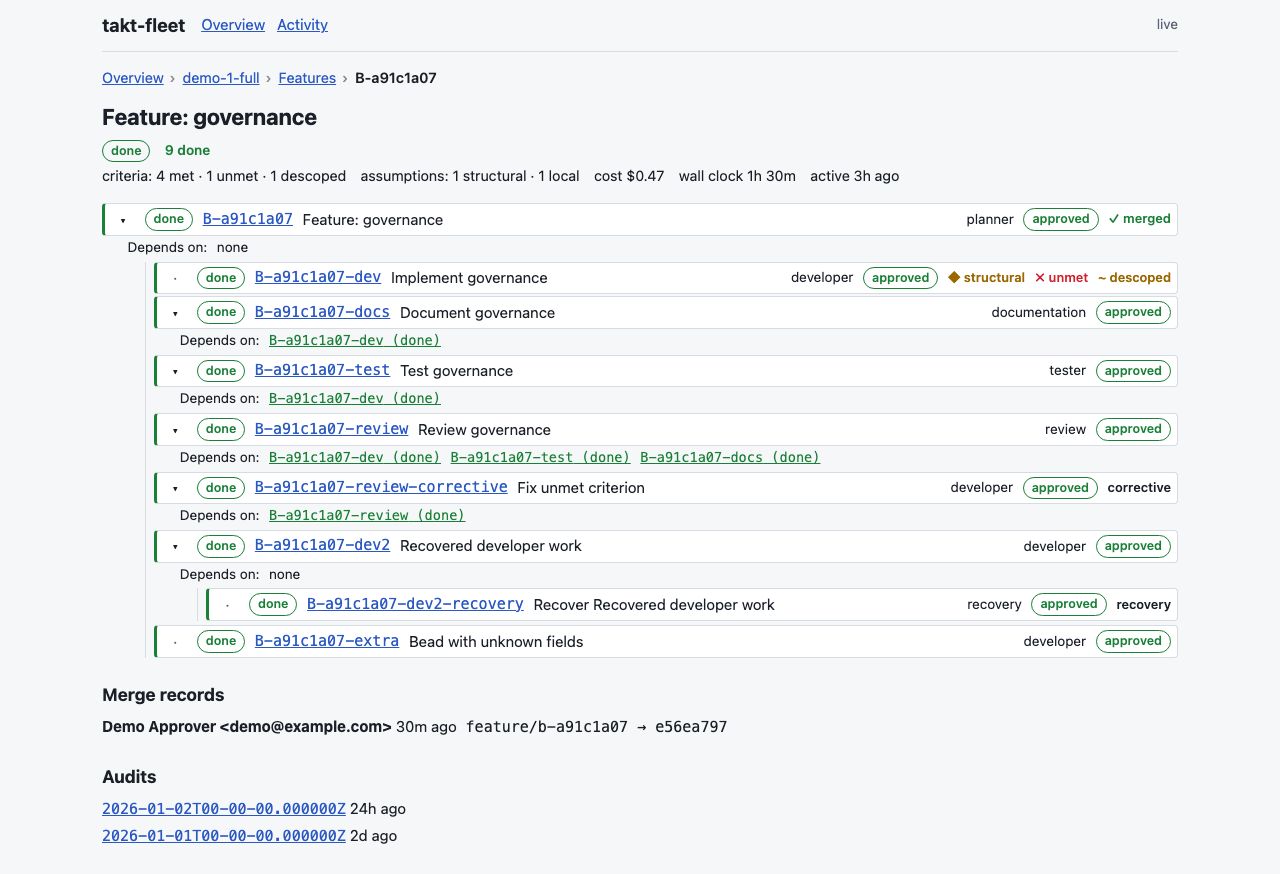 takt-fleet Overview Activity live
Overview › demo-1-full › Features › B-a91c1a07
Feature: governance
done 9 done
criteria: 4 met · 1 unmet · 1 descoped assumptions: 1 structural · 1 local cost $0.47 wall clock 1h 30m active 3h ago
▾ done B-a91c1a07 Feature: governance planner approved ✓ merged
Depends on: none
· done B-a91c1a07-dev Implement governance developer approved ◆ structural ✕ unmet ~ descoped
▾ done B-a91c1a07-docs Document governance documentation approved
Depends on: B-a91c1a07-dev (done)
▾ done B-a91c1a07-test Test governance tester approved
Depends on: B-a91c1a07-dev (done)
▾ done B-a91c1a07-review Review governance review approved
Depends on: B-a91c1a07-dev (done) B-a91c1a07-test (done) B-a91c1a07-docs (done)
▾ done B-a91c1a07-review-corrective Fix unmet criterion developer approved corrective
Depends on: B-a91c1a07-review (done)
▾ done B-a91c1a07-dev2 Recovered developer work developer approved
Depends on: none
· done B-a91c1a07-dev2-recovery Recover Recovered developer work recovery approved recovery
· done B-a91c1a07-extra Bead with unknown fields developer approved
Merge records
Demo Approver <demo@example.com> 30m ago feature/b-a91c1a07 → e56ea797
Audits
2026-01-02T00-00-00.000000Z 24h ago
2026-01-01T00-00-00.000000Z 2d ago